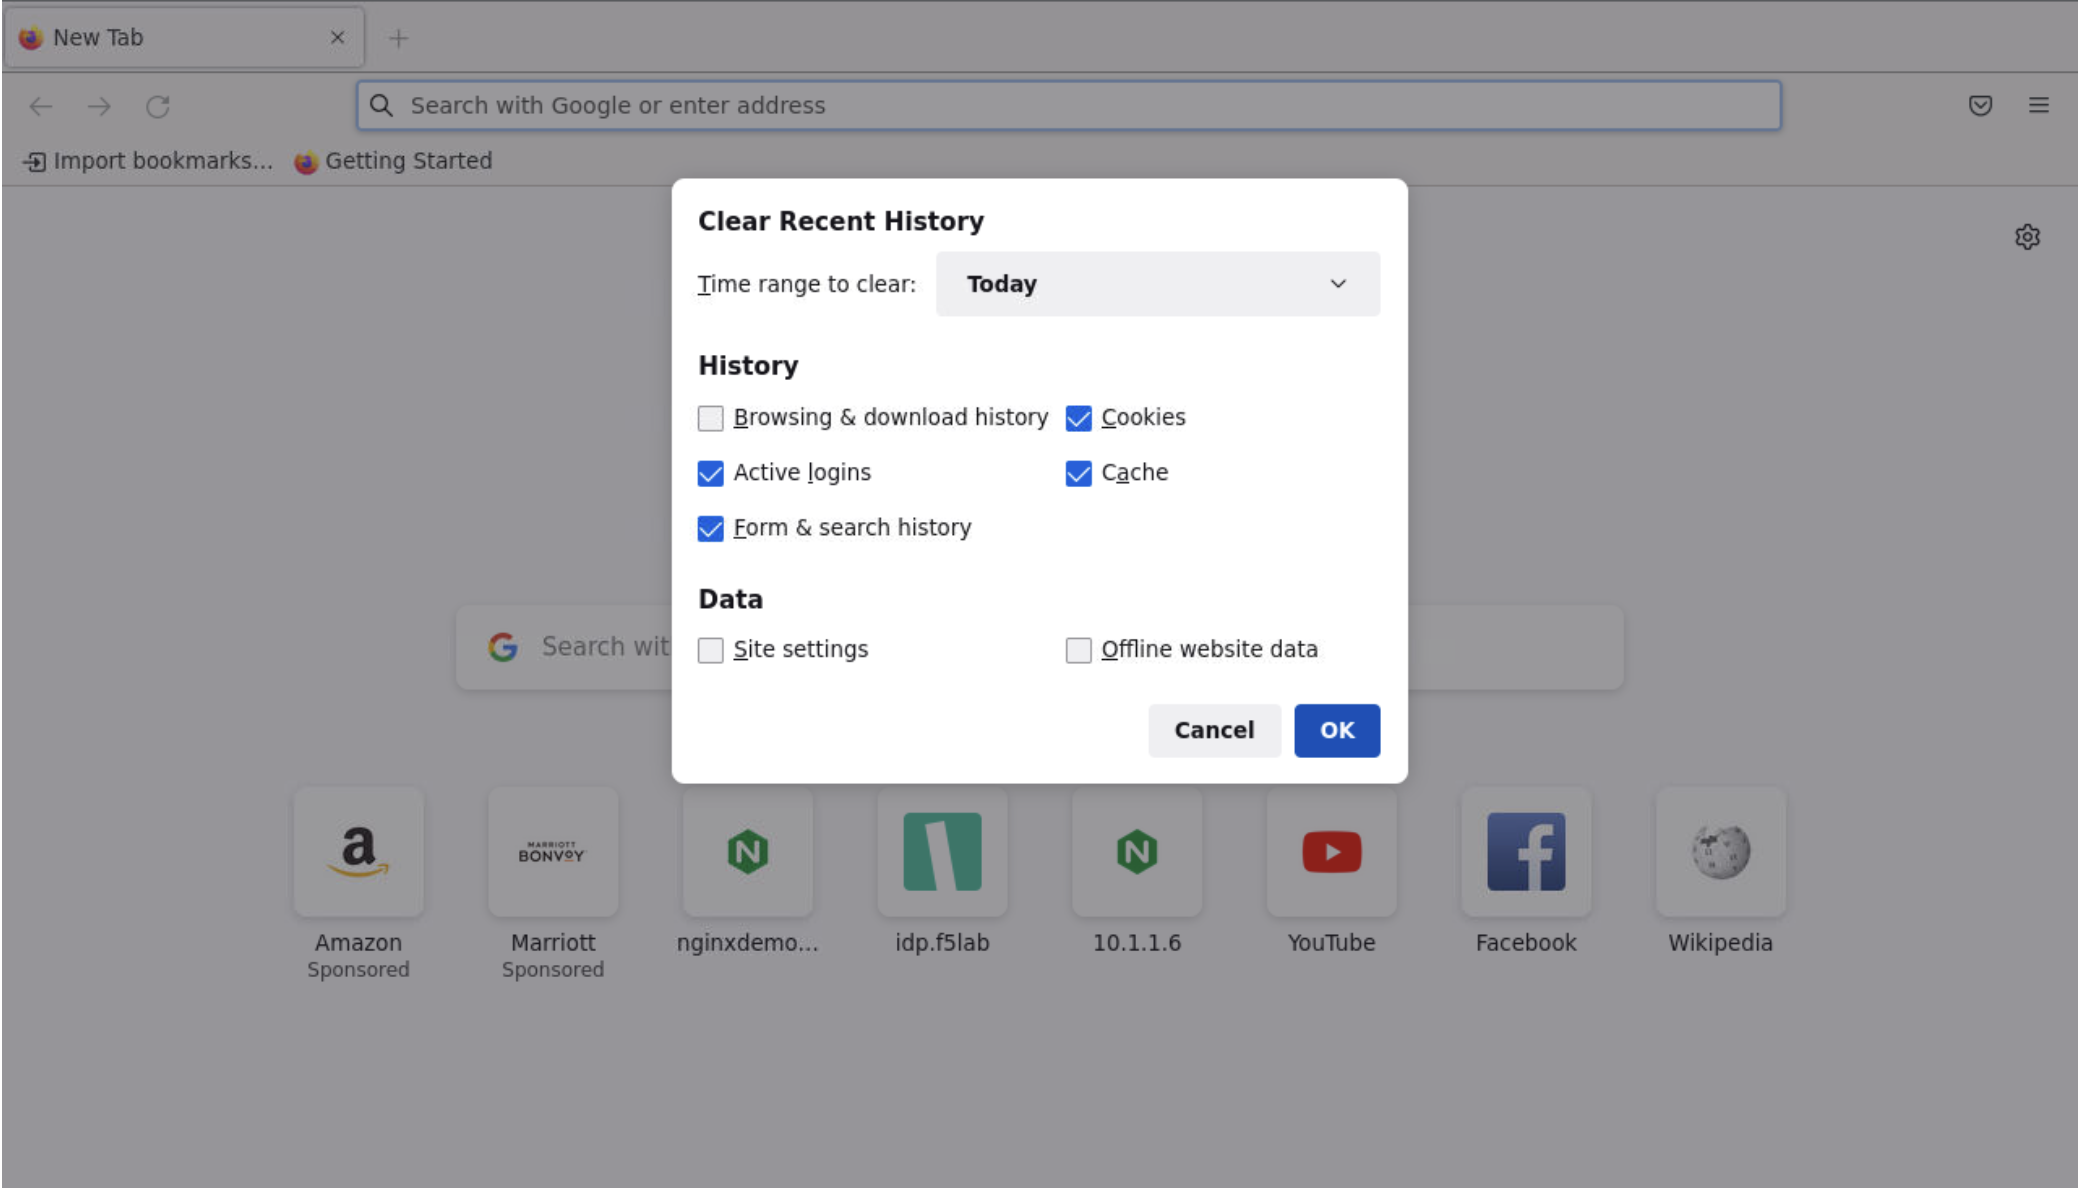 New Tab
Search with Google or enter address
Import bookmarks... Getting Started
Clear Recent History
Time range to clear: Today
History
Browsing & download history Cookies
Active logins Cache
Form & search history
Data
Search wit
Site settings Offline website data
Cancel OK
a MARRIOTT BONVOY N N f
Amazon Marriott nginxdemo... idp.f5lab 10.1.1.6 YouTube Facebook Wikipedia
Sponsored Sponsored